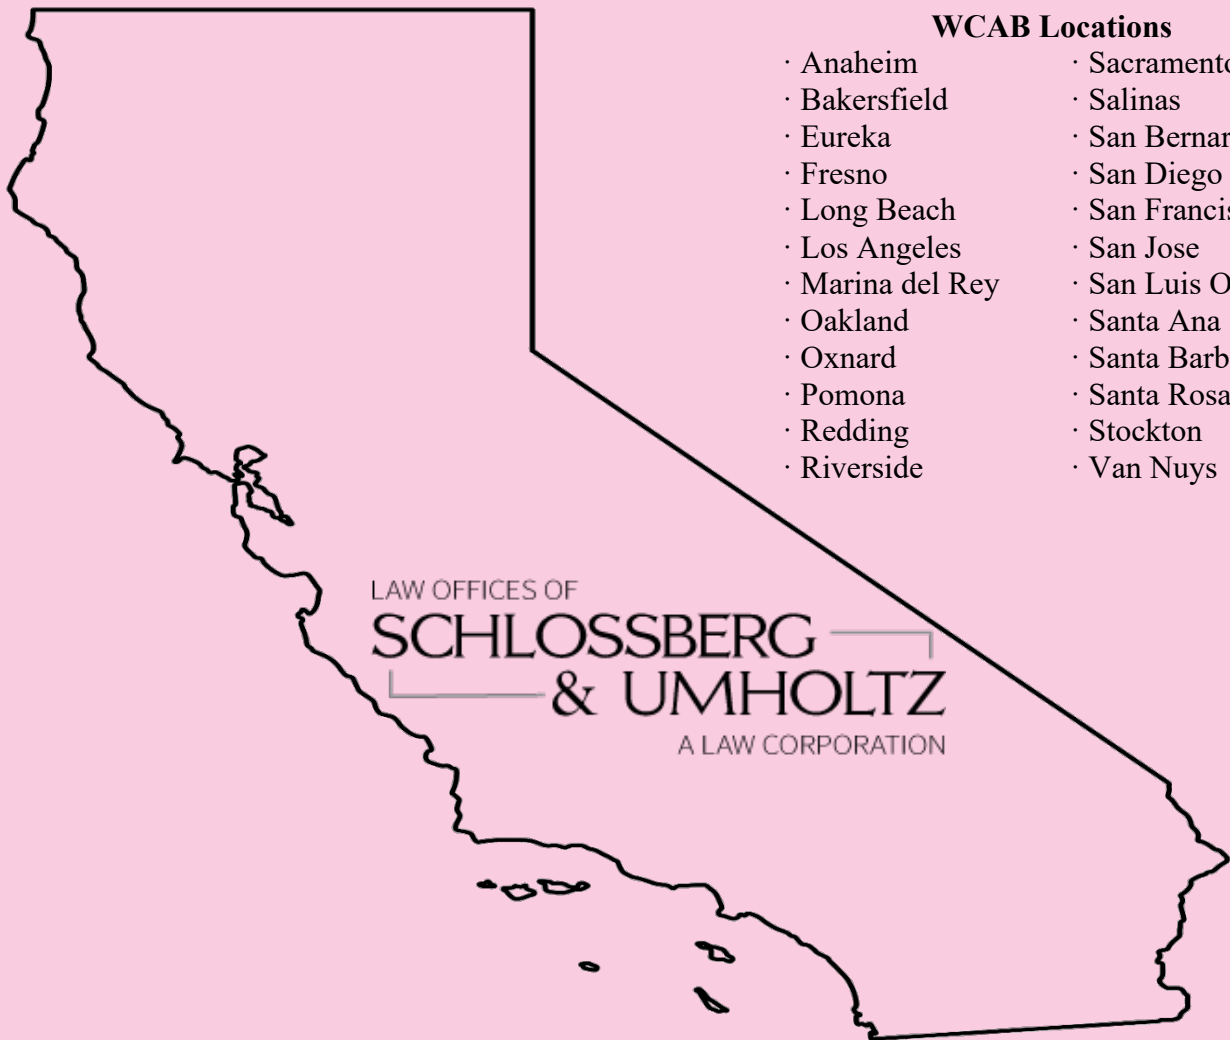 WCAB Locations
· Anaheim
· Bakersfield
· Eureka
· Fresno
· Long Beach
· Los Angeles
· Marina del Rey
· Oakland
· Oxnard
· Pomona
· Redding
· Riverside
· Sacramento
· Salinas
· San Bernar
· San Diego
· San Francis
· San Jose
· San Luis O
· Santa Ana
· Santa Barb
· Santa Rosa
· Stockton
· Van Nuys
LAW OFFICES OF
SCHLOSSBERG
& UMHOLTZ
A LAW CORPORATION